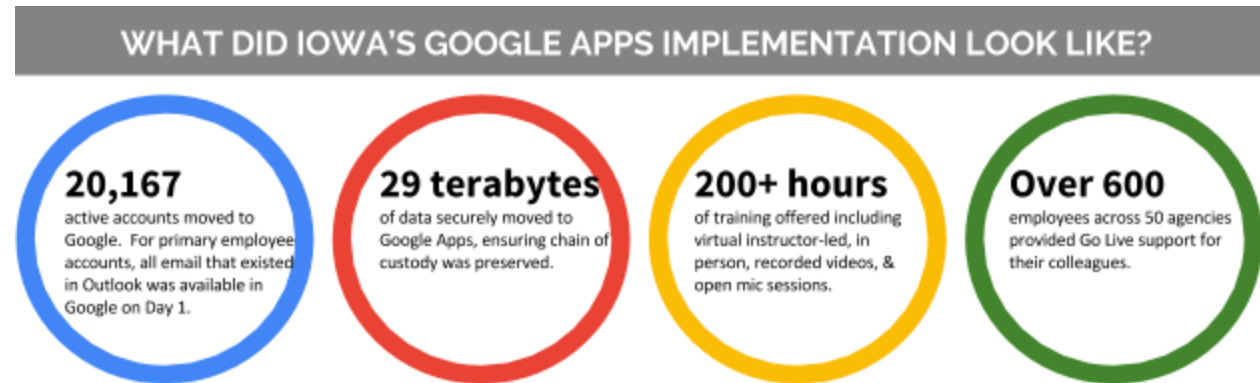 WHAT DID IOWA'S GOOGLE APPS IMPLEMENTATION LOOK LIKE?
20,167
active accounts moved to
Google.  For primary employee
accounts, all email that existed
in Outlook was available in
Google on Day 1.
29 terabytes
of data securely moved to
Google Apps, ensuring chain of
custody was preserved.
200+ hours
of training offered including
virtual instructor-led, in
person, recorded videos, &
open mic sessions.
Over 600
employees across 50 agencies
provided Go Live support for
their colleagues.